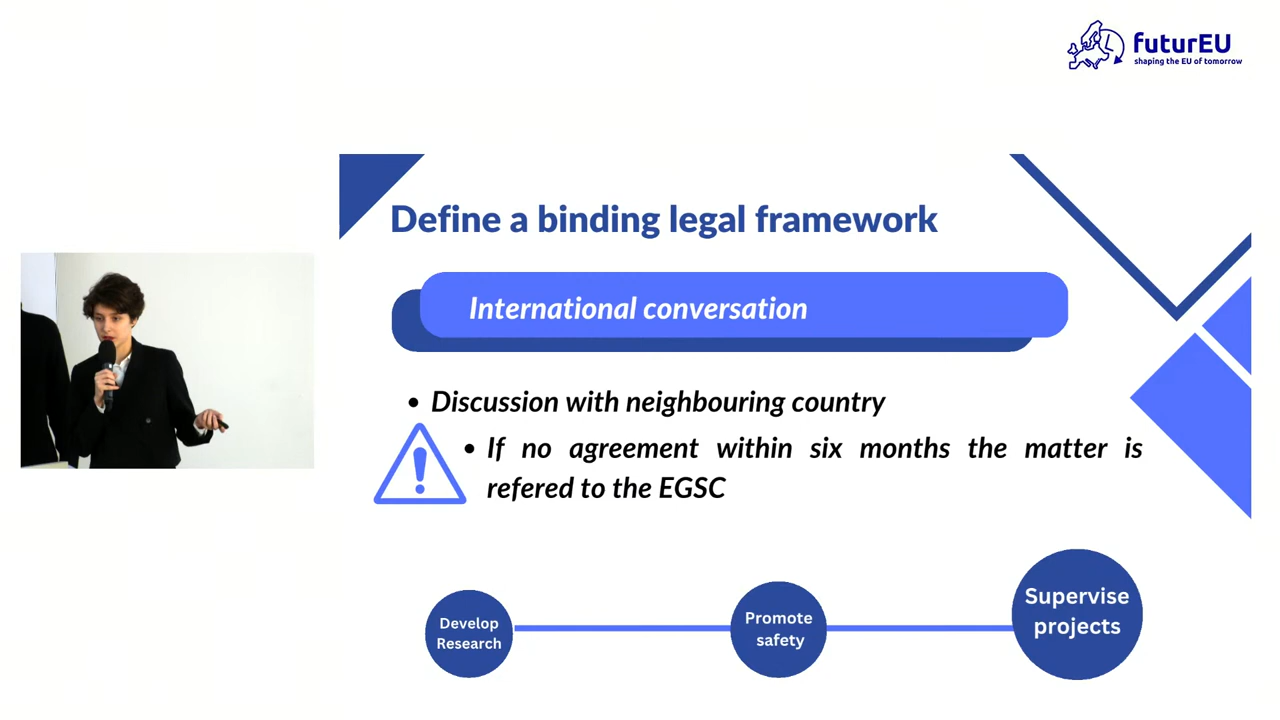 futurEU
shaping the EU of tomorrow
Define a binding legal framework
International conversation
• Discussion with neighbouring country
• If no agreement within six months the matter is
refered to the EGSC
Develop
Research
Promote
safety
Supervise
projects